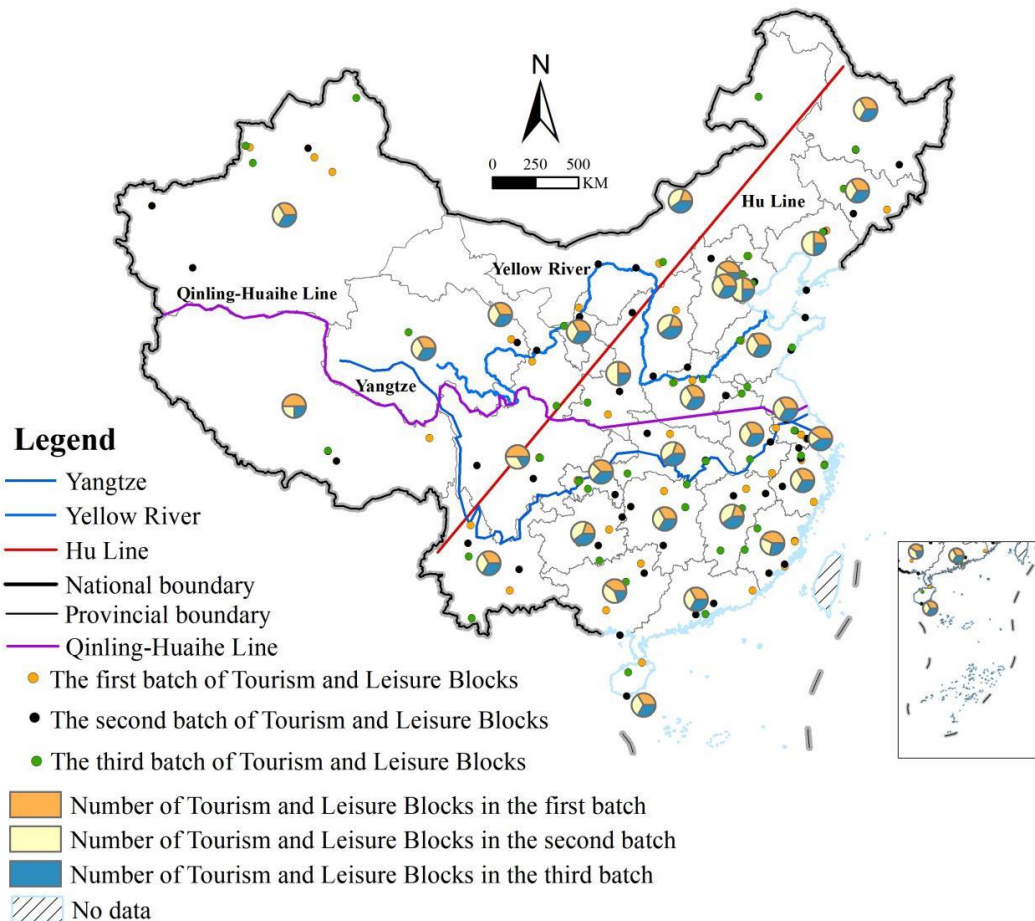 N
0 250 500
KM
Hu Line
Yellow River
Qinling-Huaihe Line
Yangtze
Legend
Yangtze
Yellow River
Hu Line
National boundary
Provincial boundary
Qinling-Huaihe Line
The first batch of Tourism and Leisure Blocks
The second batch of Tourism and Leisure Blocks
The third batch of Tourism and Leisure Blocks
Number of Tourism and Leisure Blocks in the first batch
Number of Tourism and Leisure Blocks in the second batch
Number of Tourism and Leisure Blocks in the third batch
No data